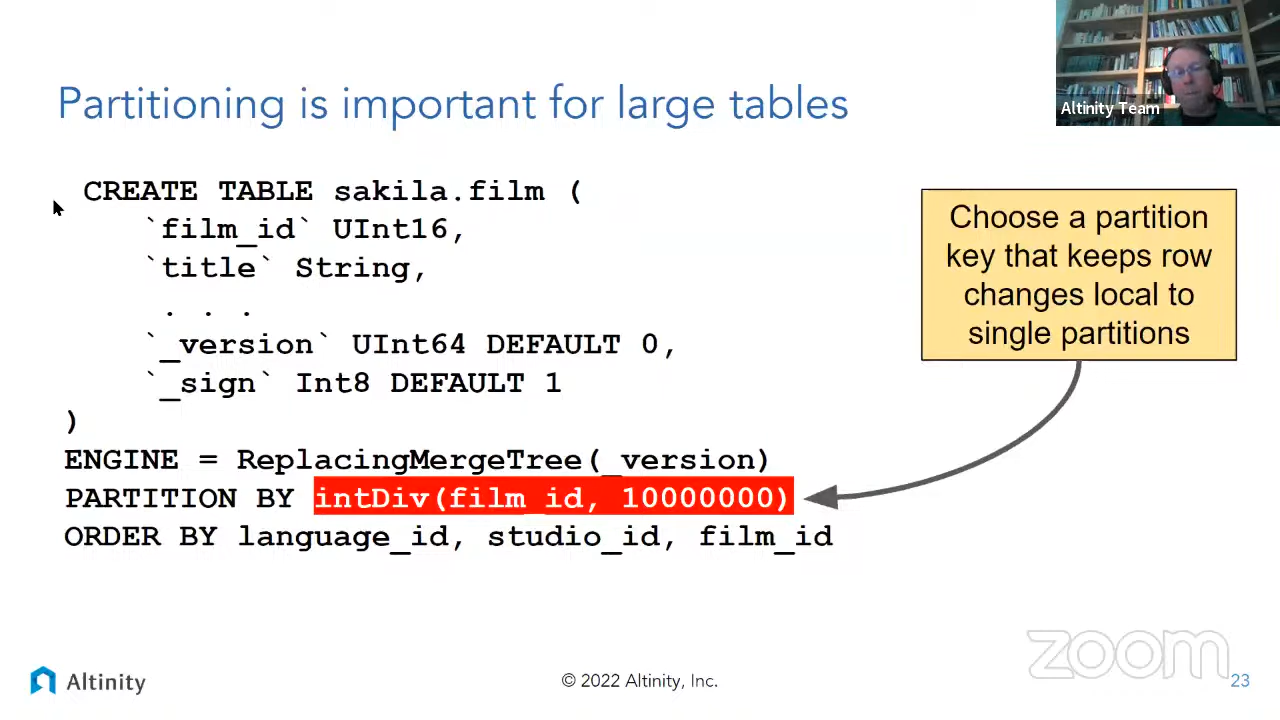 Altinity Team
Partitioning is important for large tables
CREATE TABLE sakila.film (
`film_id` UInt16,
`title` String,
. . .
`_version` UInt64 DEFAULT 0,
`_sign` Int8 DEFAULT 1
)
ENGINE = ReplacingMergeTree(_version)
PARTITION BY intDiv(film_id, 10000000)
ORDER BY language_id, studio_id, film_id
Choose a partition
key that keeps row
changes local to
single partitions
zoom
Altinity
© 2022 Altinity, Inc.
23